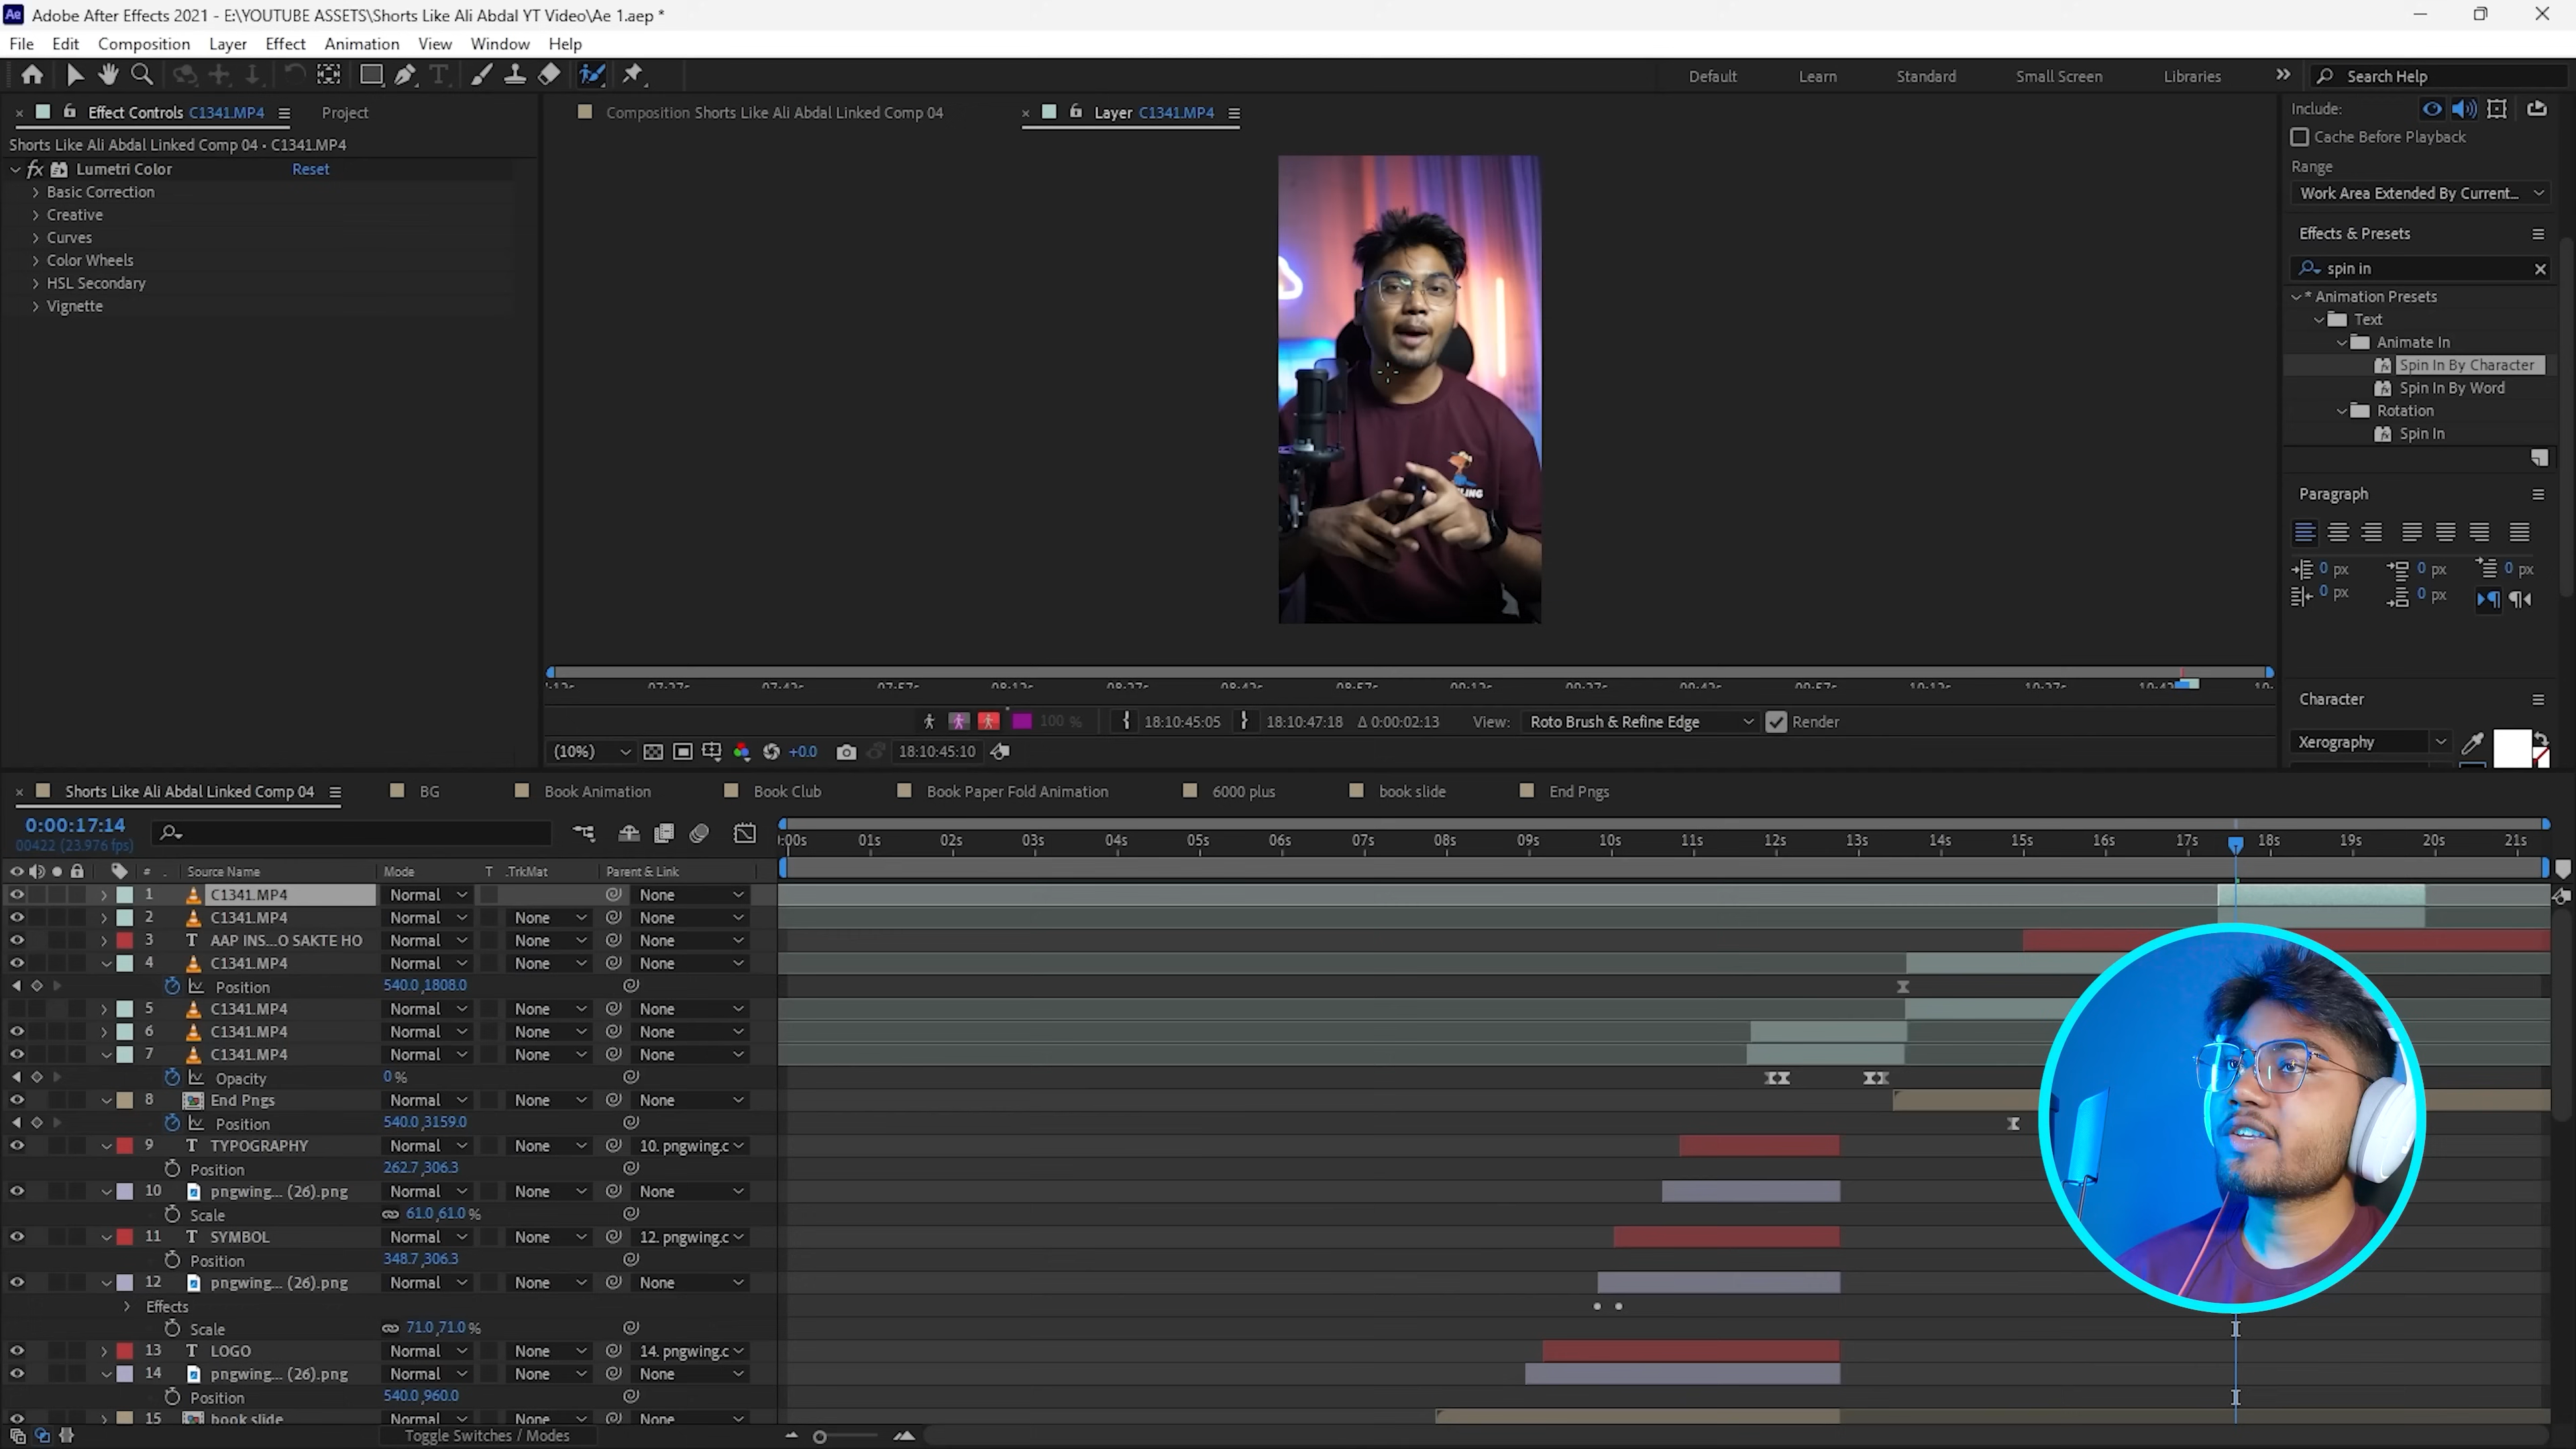 Adobe After Effects 2021 - E:\YOUTUBE ASSETS\Shorts Like Ali Abdal YT Video\Ae 1.aep *
File Edit Composition Layer Effect Animation View Window Help
Default Learn Standard Small Screen Libraries Search Help
Effect Controls C1341.MP4 Project
Composition Shorts Like Ali Abdal Linked Comp 04 Layer C1341.MP4
Include:
Cache Before Playback
Range
Work Area Extended By Current...
Shorts Like Ali Abdal Linked Comp 04 • C1341.MP4
fx Lumetri Color Reset
Basic Correction
Creative
Curves
Color Wheels
HSL Secondary
Vignette
Effects & Presets
spin in
* Animation Presets
Text
Animate In
Spin In By Character
Spin In By Word
Rotation
Spin In
Paragraph
0 px 0 px 0 px
0 px 0 px
Character
Xerography
100 % 18:10:45:05 18:10:47:18 Δ 0:00:02:13 View: Roto Brush & Refine Edge Render
(10%) +0.0 18:10:45:10
Shorts Like Ali Abdal Linked Comp 04 BG Book Animation Book Club Book Paper Fold Animation 6000 plus book slide End Pngs
0:00:17:14
00422 (23.976 fps)
:00s 01s 02s 03s 04s 05s 06s 07s 08s 09s 10s 11s 12s 13s 14s 15s 16s 17s 18s 19s 20s 21s
# Source Name Mode T .TrkMat Parent & Link
1 C1341.MP4 Normal None
2 C1341.MP4 Normal None None
3 T AAP INS...O SAKTE HO Normal None None
4 C1341.MP4 Normal None None
Position 540.0,1808.0
5 C1341.MP4 Normal None None
6 C1341.MP4 Normal None None
7 C1341.MP4 Normal None None
Opacity 0%
8 End Pngs Normal None None
Position 540.0,3159.0
9 T TYPOGRAPHY Normal None 10. pngwing.c
Position 262.7,306.3
10 pngwing... (26).png Normal None None
Scale 61.0,61.0 %
11 T SYMBOL Normal None 12. pngwing.c
Position 348.7,306.3
12 pngwing... (26).png Normal None None
Effects
Scale 71.0,71.0 %
13 T LOGO Normal None 14. pngwing.c
14 pngwing... (26).png Normal None None
Position 540.0,960.0
15 book slide Normal None None
Toggle Switches / Modes